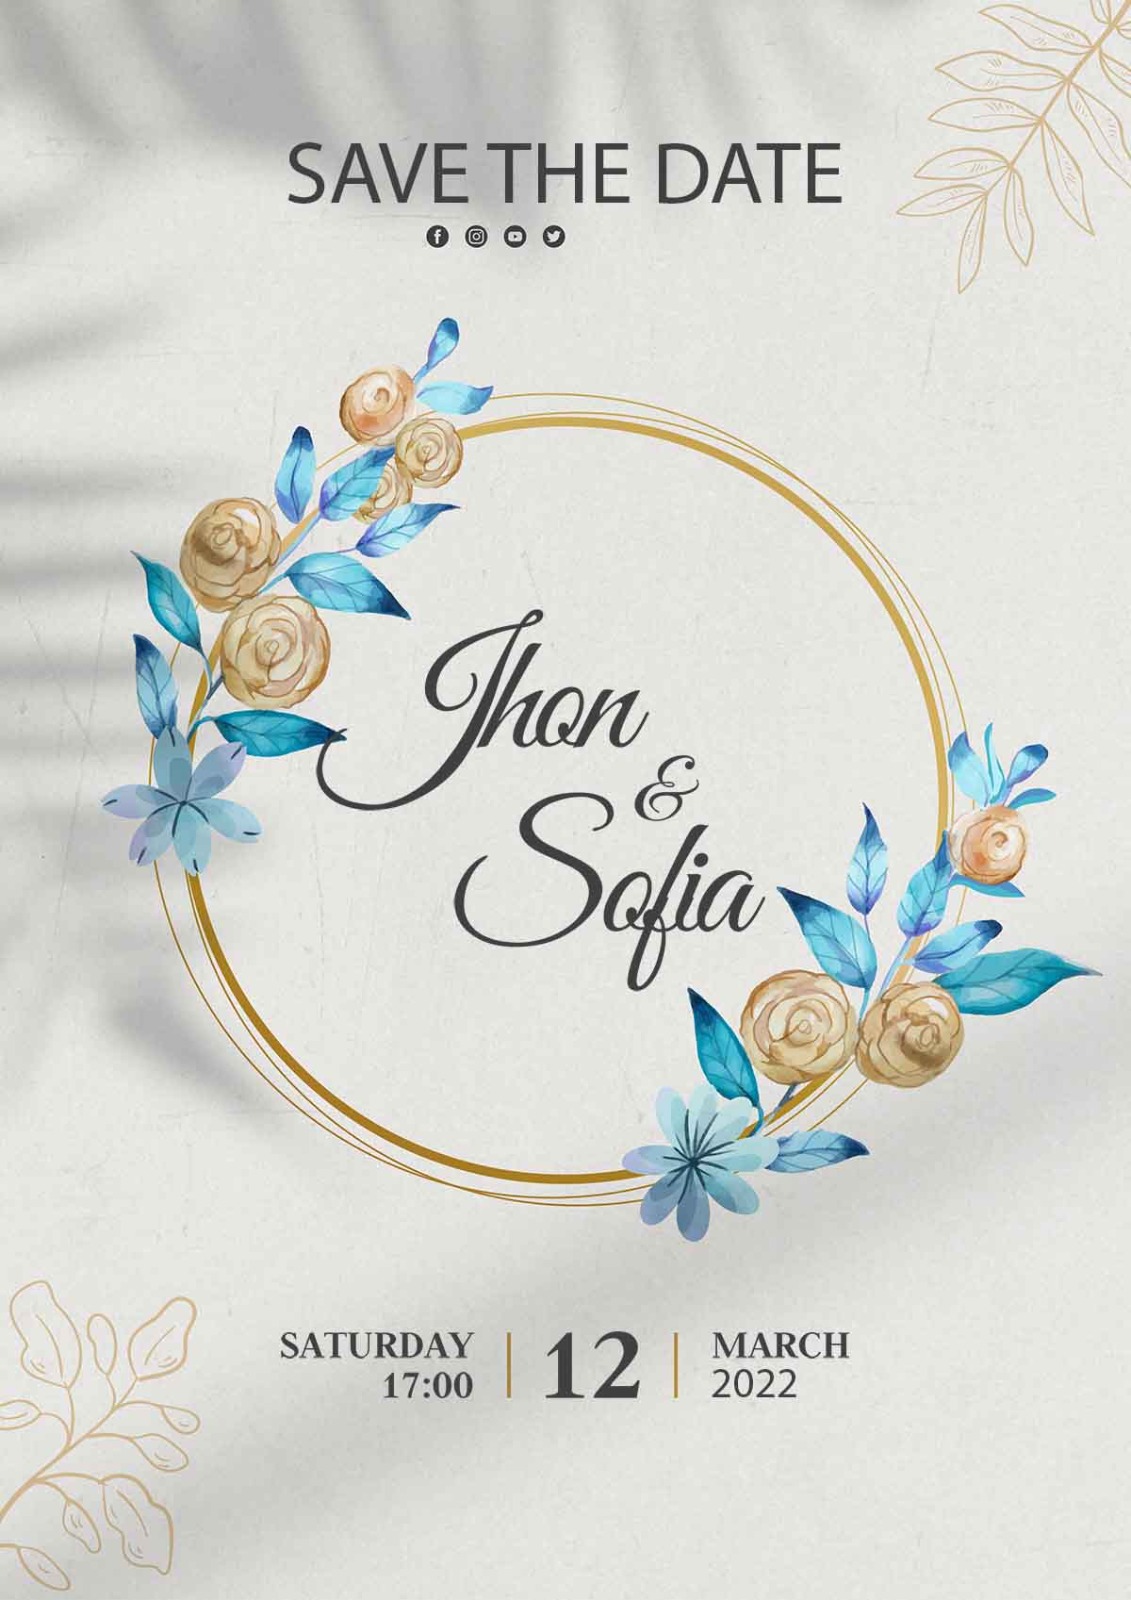 SAVE THE DATE
Jhon
&
Sofia
SATURDAY
17:00
12
MARCH
2022